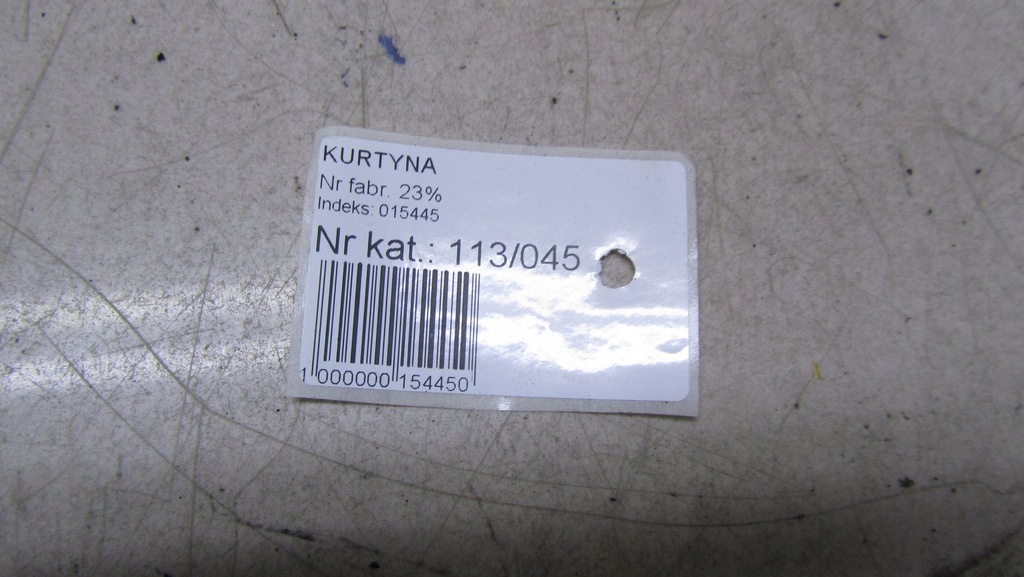 KURTYNA
Nr fabr. 23%
Indeks: 015445
Nr kat.: 113/045
1 000000 154450